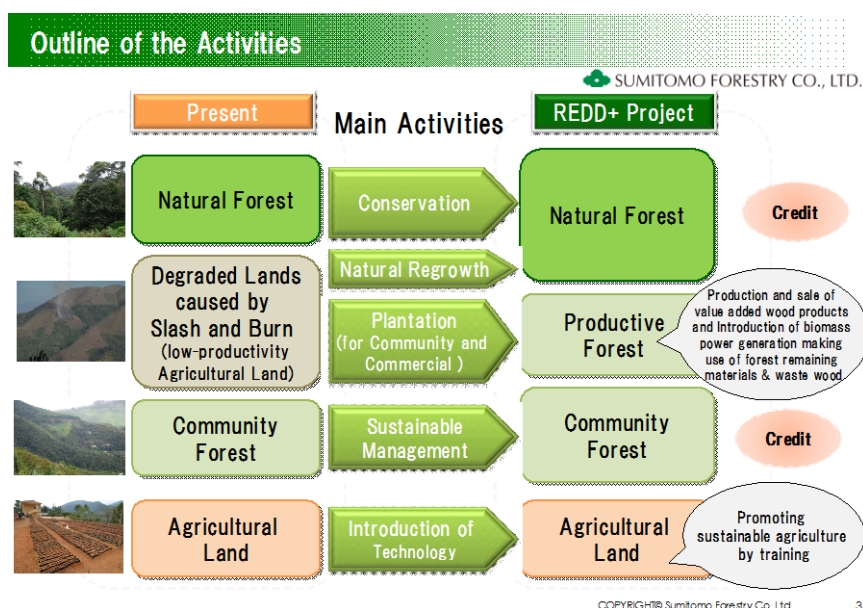 Outline of the Activities
SUMITOMO FORESTRY CO., LTD.
Present
Main Activities
REDD+ Project
Natural Forest
Conservation
Natural Forest
Credit
Natural Regrowth
Degraded Lands
caused by
Slash and Burn
(low-productivity
Agricultural Land)
Plantation
(for Community and
Commercial )
Productive
Forest
Production and sale of
value added wood products
and Introduction of biomass
power generation making
use of forest remaining
materials & waste wood
Community
Forest
Sustainable
Management
Community
Forest
Credit
Agricultural
Land
Introduction of
Technology
Agricultural
Land
Promoting
sustainable agriculture
by training
COPYRIGHT© Sumitomo Forestry Co. Ltd
3